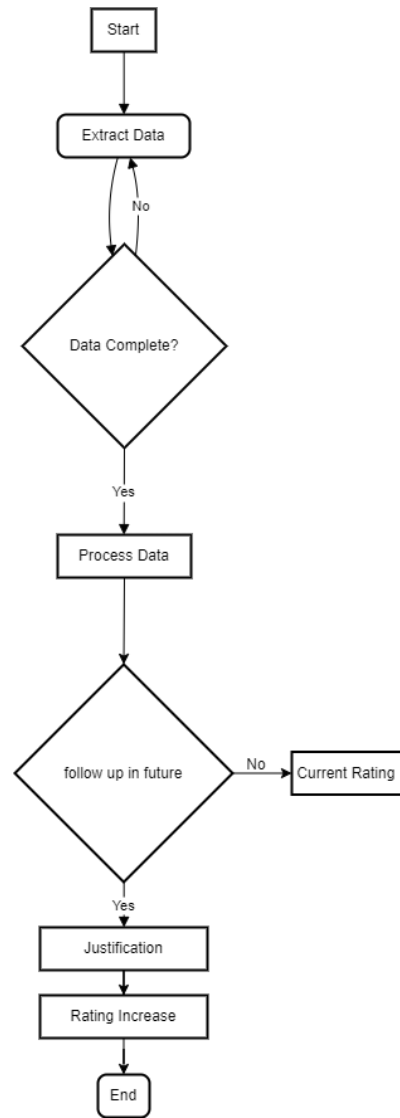 Start
Extract Data
No
Data Complete?
Yes
Process Data
follow up in future
No
Current Rating
Yes
Justification
Rating Increase
End